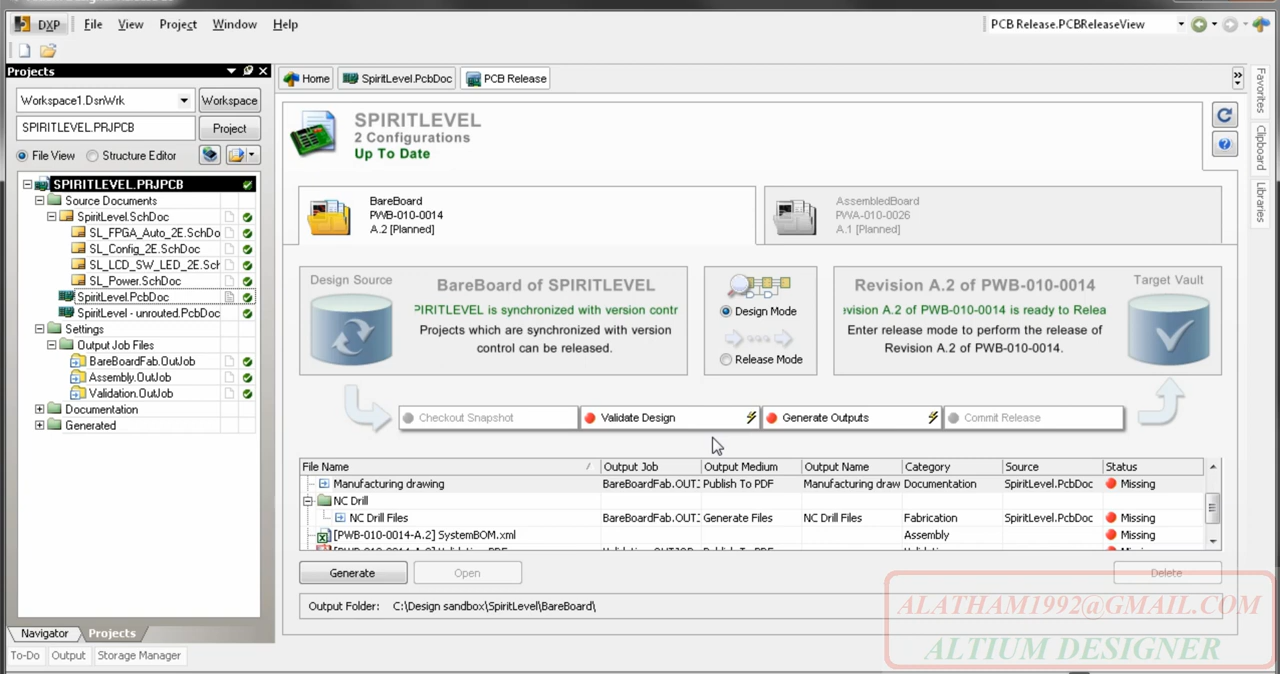 DXP File View Project Window Help
PCB Release.PCBReleaseView
Projects
Home SpiritLevel.PcbDoc PCB Release
Workspace1.DsnWrk Workspace
SPIRITLEVEL.PRJPCB Project
File View Structure Editor
SPIRITLEVEL.PRJPCB
Source Documents
SpiritLevel.SchDoc
SL_FPGA_Auto_2E.SchDo
SL_Config_2E.SchDoc
SL_LCD_SW_LED_2E.Sch
SL_Power.SchDoc
SpiritLevel.PcbDoc
SpiritLevel - unrouted.PcbDoc
Settings
Output Job Files
BareBoardFab.OutJob
Assembly.OutJob
Validation.OutJob
Documentation
Generated
Navigator Projects
To-Do Output Storage Manager
SPIRITLEVEL
2 Configurations
Up To Date
BareBoard
PWB-010-0014
A.2 [Planned]
AssembledBoard
PWA-010-0026
A.1 [Planned]
Design Source
BareBoard of SPIRITLEVEL
PIRITLEVEL is synchronized with version contr
Projects which are synchronized with version
control can be released.
Design Mode
Release Mode
Revision A.2 of PWB-010-0014
evision A.2 of PWB-010-0014 is ready to Relea
Enter release mode to perform the release of
Revision A.2 of PWB-010-0014.
Target Vault
Checkout Snapshot Validate Design Generate Outputs Commit Release
File Name / Output Job Output Medium Output Name Category Source Status
Manufacturing drawing BareBoardFab.OUTJ Publish To PDF Manufacturing draw Documentation SpiritLevel.PcbDoc Missing
NC Drill
NC Drill Files BareBoardFab.OUTJ Generate Files NC Drill Files Fabrication SpiritLevel.PcbDoc Missing
[PWB-010-0014-A.2] SystemBOM.xml Assembly Missing
Generate Open Delete
Output Folder: C:\Design sandbox\SpiritLevel\BareBoard\
Favorites
Clipboard
Libraries
ALATHAM1992@GMAIL.COM
ALTIUM DESIGNER